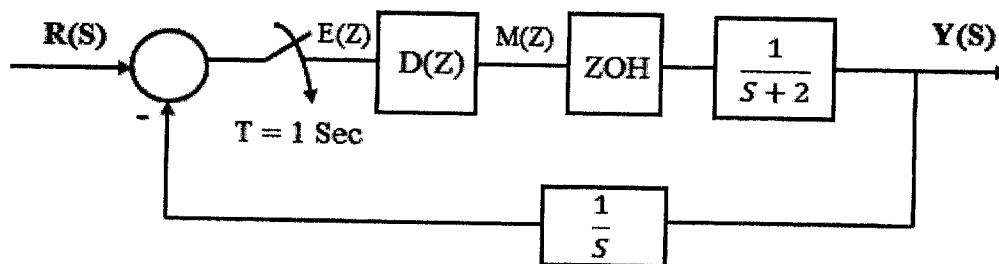 R(S)
E(Z)
D(Z)
M(Z)
ZOH
1
S + 2
Y(S)
-
T = 1 Sec
1
S